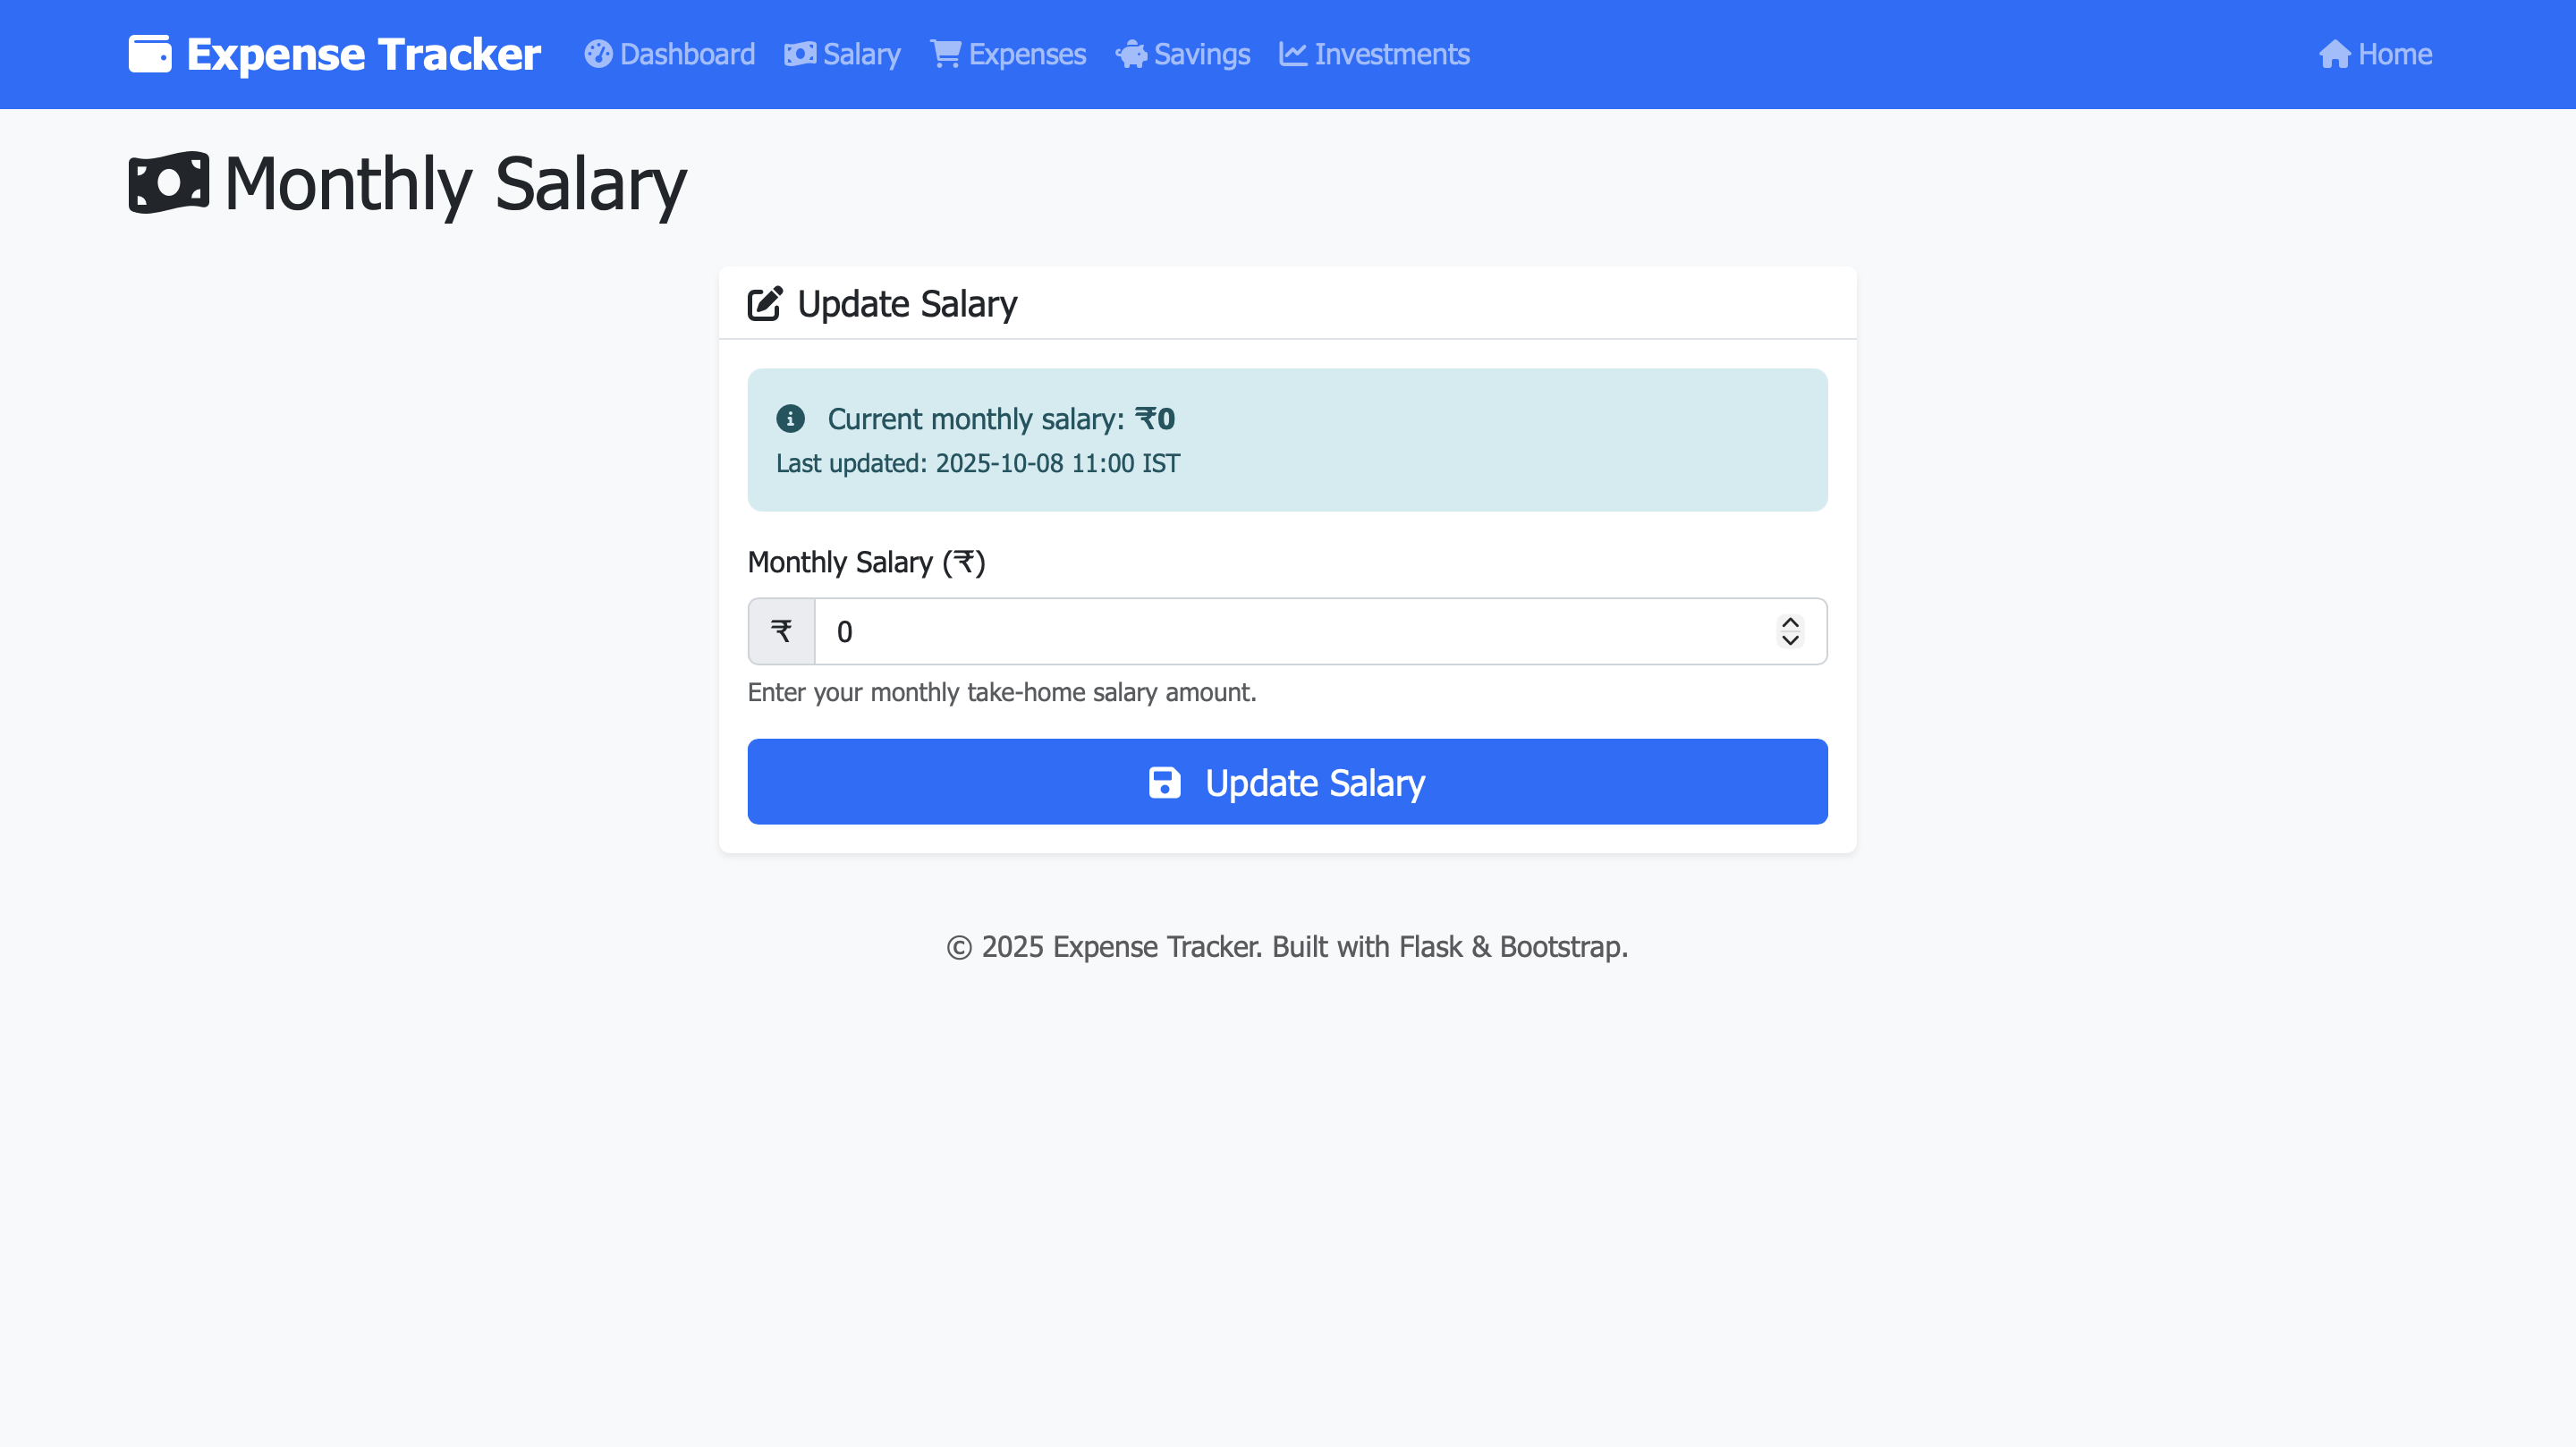 Expense Tracker Dashboard Salary Expenses Savings Investments Home
Monthly Salary
Update Salary
Current monthly salary: ₹0
Last updated: 2025-10-08 11:00 IST
Monthly Salary (₹)
₹ 0
Enter your monthly take-home salary amount.
Update Salary
© 2025 Expense Tracker. Built with Flask & Bootstrap.